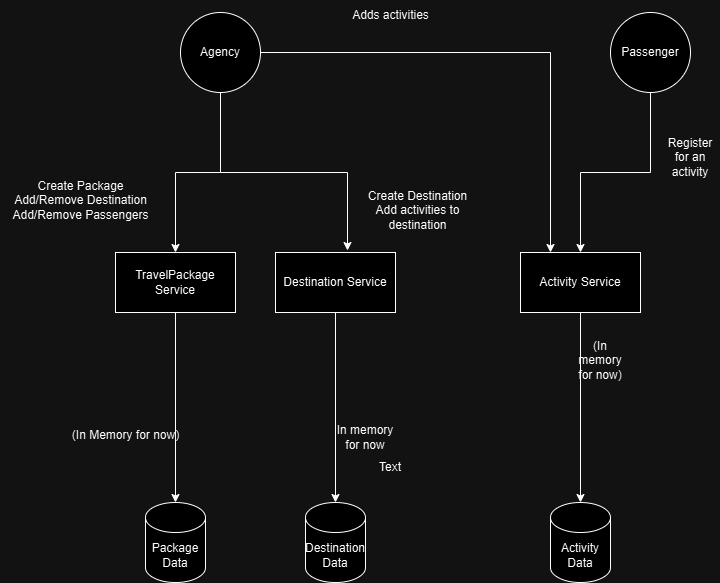 Adds activities
Agency
Passenger
Register
for an
activity
Create Package
Add/Remove Destination
Add/Remove Passengers
Create Destination
Add activities to
destination
TravelPackage
Service
Destination Service
Activity Service
(In
memory
for now)
(In Memory for now)
In memory
for now
Text
Package
Data
Destination
Data
Activity
Data